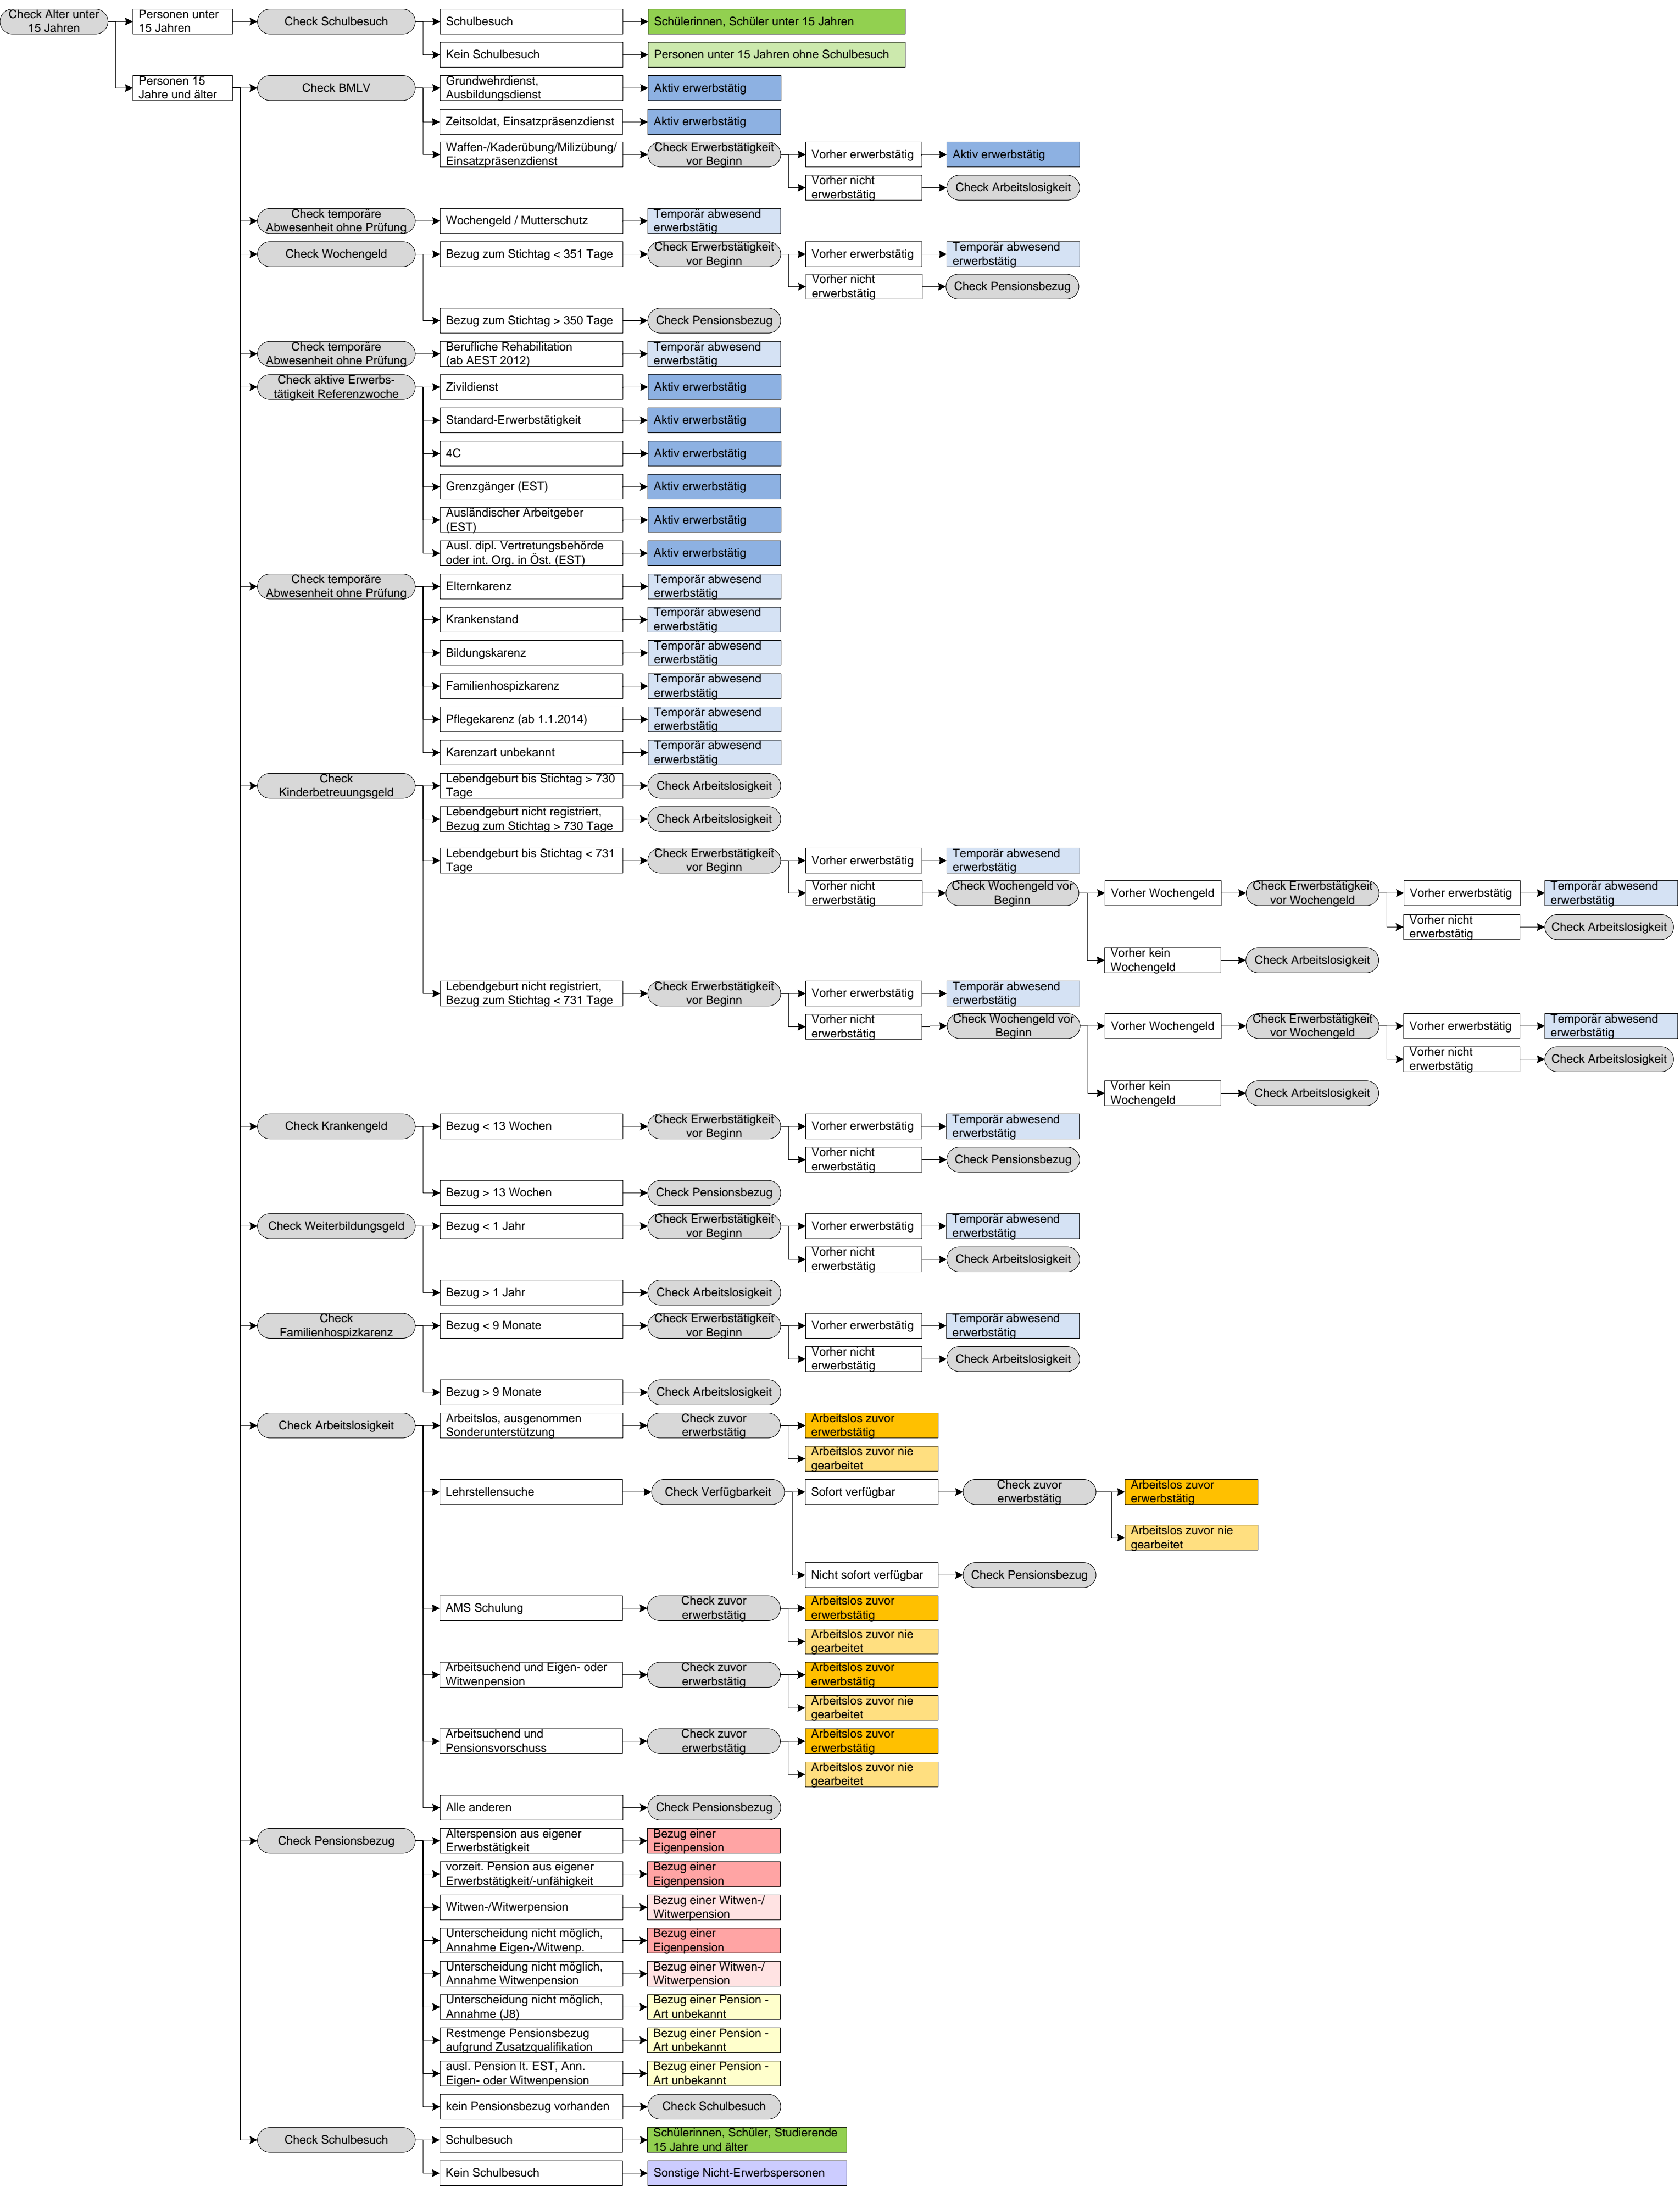 Check Alter unter
15 Jahren
Personen unter
15 Jahren
Check Schulbesuch
Schulbesuch
Schülerinnen, Schüler unter 15 Jahren
Kein Schulbesuch
Personen unter 15 Jahren ohne Schulbesuch
Personen 15
Jahre und älter
Check BMLV
Grundwehrdienst,
Ausbildungsdienst
Aktiv erwerbstätig
Zeitsoldat, Einsatzpräsenzdienst
Aktiv erwerbstätig
Waffen-/Kaderübung/Milizübung/
Einsatzpräsenzdienst
Check Erwerbstätigkeit
vor Beginn
Vorher erwerbstätig
Aktiv erwerbstätig
Vorher nicht
erwerbstätig
Check Arbeitslosigkeit
Check temporäre
Abwesenheit ohne Prüfung
Wochengeld / Mutterschutz
Temporär abwesend
erwerbstätig
Check Wochengeld
Bezug zum Stichtag < 351 Tage
Check Erwerbstätigkeit
vor Beginn
Vorher erwerbstätig
Temporär abwesend
erwerbstätig
Vorher nicht
erwerbstätig
Check Pensionsbezug
Bezug zum Stichtag > 350 Tage
Check Pensionsbezug
Check temporäre
Abwesenheit ohne Prüfung
Berufliche Rehabilitation
(ab AEST 2012)
Temporär abwesend
erwerbstätig
Check aktive Erwerbs-
tätigkeit Referenzwoche
Zivildienst
Aktiv erwerbstätig
Standard-Erwerbstätigkeit
Aktiv erwerbstätig
4C
Aktiv erwerbstätig
Grenzgänger (EST)
Aktiv erwerbstätig
Ausländischer Arbeitgeber
(EST)
Aktiv erwerbstätig
Ausl. dipl. Vertretungsbehörde
oder int. Org. in Öst. (EST)
Aktiv erwerbstätig
Check temporäre
Abwesenheit ohne Prüfung
Elternkarenz
Temporär abwesend
erwerbstätig
Krankenstand
Temporär abwesend
erwerbstätig
Bildungskarenz
Temporär abwesend
erwerbstätig
Familienhospizkarenz
Temporär abwesend
erwerbstätig
Pflegekarenz (ab 1.1.2014)
Temporär abwesend
erwerbstätig
Karenzart unbekannt
Temporär abwesend
erwerbstätig
Check
Kinderbetreuungsgeld
Lebendgeburt bis Stichtag > 730
Tage
Check Arbeitslosigkeit
Lebendgeburt nicht registriert,
Bezug zum Stichtag > 730 Tage
Check Arbeitslosigkeit
Lebendgeburt bis Stichtag < 731
Tage
Check Erwerbstätigkeit
vor Beginn
Vorher erwerbstätig
Temporär abwesend
erwerbstätig
Vorher nicht
erwerbstätig
Check Wochengeld vor
Beginn
Vorher Wochengeld
Check Erwerbstätigkeit
vor Wochengeld
Vorher erwerbstätig
Temporär abwesend
erwerbstätig
Vorher nicht
erwerbstätig
Check Arbeitslosigkeit
Vorher kein
Wochengeld
Check Arbeitslosigkeit
Lebendgeburt nicht registriert,
Bezug zum Stichtag < 731 Tage
Check Erwerbstätigkeit
vor Beginn
Vorher erwerbstätig
Temporär abwesend
erwerbstätig
Vorher nicht
erwerbstätig
Check Wochengeld vor
Beginn
Vorher Wochengeld
Check Erwerbstätigkeit
vor Wochengeld
Vorher erwerbstätig
Temporär abwesend
erwerbstätig
Vorher nicht
erwerbstätig
Check Arbeitslosigkeit
Vorher kein
Wochengeld
Check Arbeitslosigkeit
Check Krankengeld
Bezug < 13 Wochen
Check Erwerbstätigkeit
vor Beginn
Vorher erwerbstätig
Temporär abwesend
erwerbstätig
Vorher nicht
erwerbstätig
Check Pensionsbezug
Bezug > 13 Wochen
Check Pensionsbezug
Check Weiterbildungsgeld
Bezug < 1 Jahr
Check Erwerbstätigkeit
vor Beginn
Vorher erwerbstätig
Temporär abwesend
erwerbstätig
Vorher nicht
erwerbstätig
Check Arbeitslosigkeit
Bezug > 1 Jahr
Check Arbeitslosigkeit
Check
Familienhospizkarenz
Bezug < 9 Monate
Check Erwerbstätigkeit
vor Beginn
Vorher erwerbstätig
Temporär abwesend
erwerbstätig
Vorher nicht
erwerbstätig
Check Arbeitslosigkeit
Bezug > 9 Monate
Check Arbeitslosigkeit
Check Arbeitslosigkeit
Arbeitslos, ausgenommen
Sonderunterstützung
Check zuvor
erwerbstätig
Arbeitslos zuvor
erwerbstätig
Arbeitslos zuvor nie
gearbeitet
Lehrstellensuche
Check Verfügbarkeit
Sofort verfügbar
Check zuvor
erwerbstätig
Arbeitslos zuvor
erwerbstätig
Arbeitslos zuvor nie
gearbeitet
Nicht sofort verfügbar
Check Pensionsbezug
AMS Schulung
Check zuvor
erwerbstätig
Arbeitslos zuvor
erwerbstätig
Arbeitslos zuvor nie
gearbeitet
Arbeitsuchend und Eigen- oder
Witwenpension
Check zuvor
erwerbstätig
Arbeitslos zuvor
erwerbstätig
Arbeitslos zuvor nie
gearbeitet
Arbeitsuchend und
Pensionsvorschuss
Check zuvor
erwerbstätig
Arbeitslos zuvor
erwerbstätig
Arbeitslos zuvor nie
gearbeitet
Alle anderen
Check Pensionsbezug
Check Pensionsbezug
Alterspension aus eigener
Erwerbstätigkeit
Bezug einer
Eigenpension
vorzeit. Pension aus eigener
Erwerbstätigkeit/-unfähigkeit
Bezug einer
Eigenpension
Witwen-/Witwerpension
Bezug einer Witwen-/
Witwerpension
Unterscheidung nicht möglich,
Annahme Eigen-/Witwenp.
Bezug einer
Eigenpension
Unterscheidung nicht möglich,
Annahme Witwenpension
Bezug einer Witwen-/
Witwerpension
Unterscheidung nicht möglich,
Annahme (J8)
Bezug einer Pension -
Art unbekannt
Restmenge Pensionsbezug
aufgrund Zusatzqualifikation
Bezug einer Pension -
Art unbekannt
ausl. Pension lt. EST, Ann.
Eigen- oder Witwenpension
Bezug einer Pension -
Art unbekannt
kein Pensionsbezug vorhanden
Check Schulbesuch
Check Schulbesuch
Schulbesuch
Schülerinnen, Schüler, Studierende
15 Jahre und älter
Kein Schulbesuch
Sonstige Nicht-Erwerbspersonen